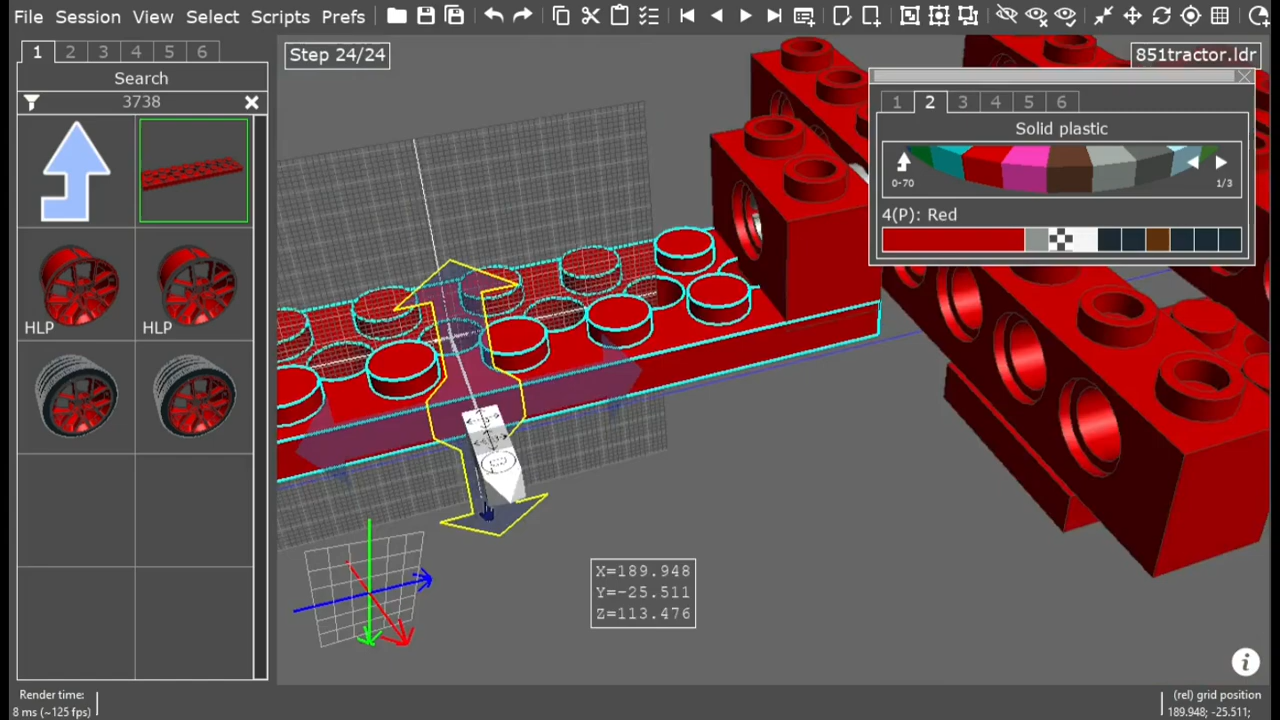 File Session View Select Scripts Prefs
1 2 3 4 5 6
Search
3738
HLP HLP
Step 24/24
851tractor.ldr
1 2 3 4 5 6
Solid plastic
0-70 1/3
4(P): Red
X=189.948
Y=-25.511
Z=113.476
Render time:
8 ms (~125 fps)
(rel) grid position
189.948; -25.511;